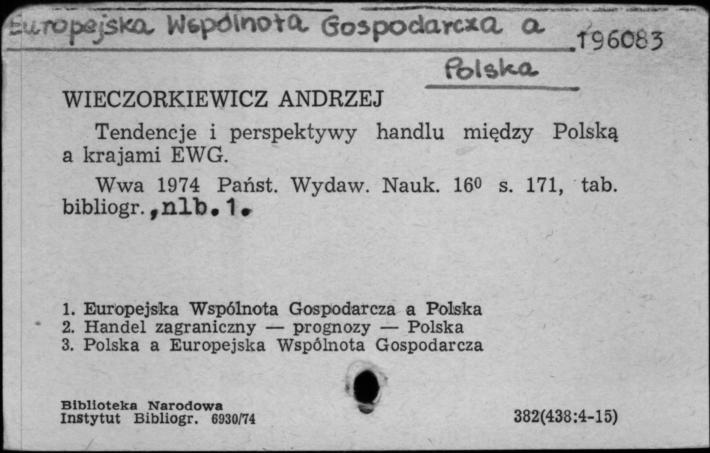 Europejska Wspólnota Gospodarcza a
196083
Polska
WIECZORKIEWICZ ANDRZEJ
Tendencje i perspektywy handlu między Polską
a krajami EWG.
Wwa 1974 Państ. Wydaw. Nauk. 16⁰ s. 171, tab.
bibliogr.,nlb.1.
1. Europejska Wspólnota Gospodarcza a Polska
2. Handel zagraniczny — prognozy — Polska
3. Polska a Europejska Wspólnota Gospodarcza
Biblioteka Narodowa
Instytut Bibliogr. 6930/74
382(438:4-15)